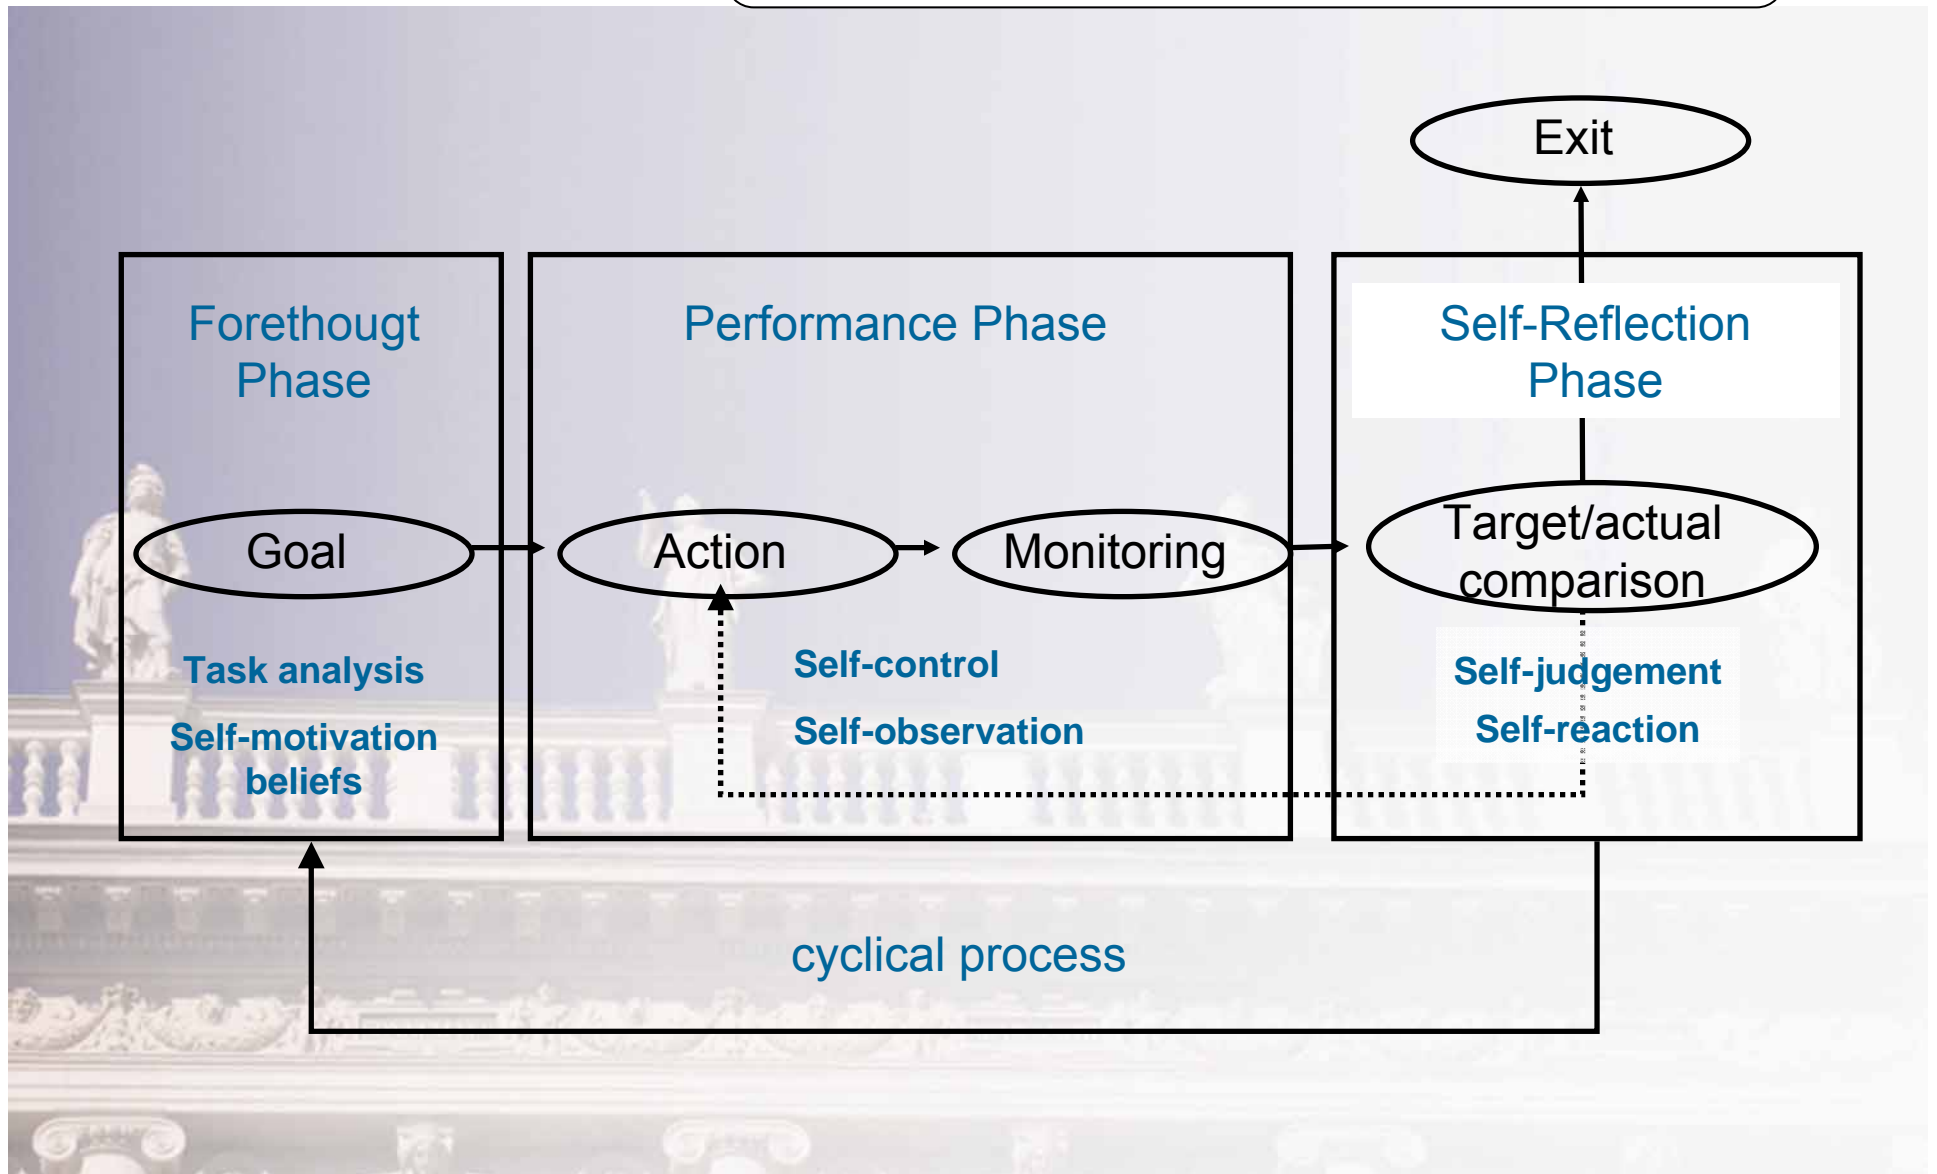 Exit
Forethougt
Phase
Performance Phase
Self-Reflection
Phase
Goal
Action
Monitoring
Target/actual
comparison
Task analysis
Self-motivation
beliefs
Self-control
Self-observation
Self-judgement
Self-reaction
cyclical process